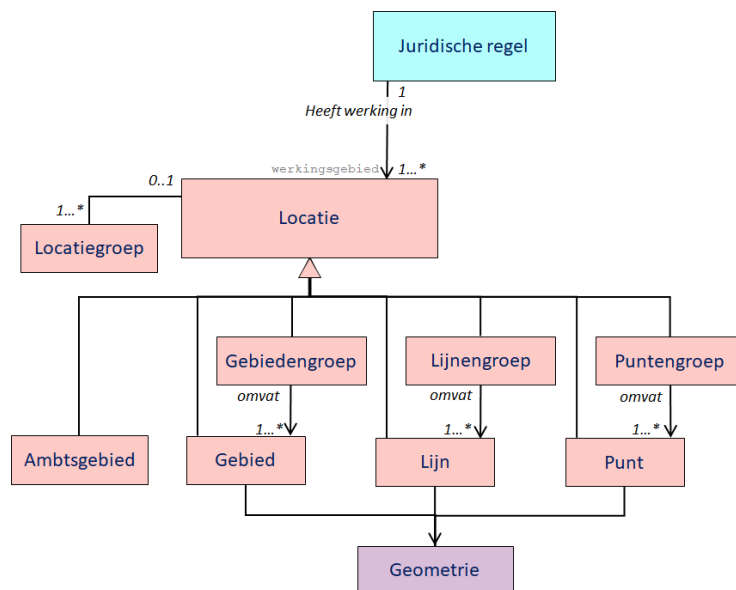 Juridische regel
1
Heeft werking in
werkingsgebied
1...*
0..1
1...*
Locatie
Locatiegroep
Gebiedengroep
Lijnengroep
Puntengroep
omvat
omvat
omvat
1...*
1...*
1...*
Ambtsgebied
Gebied
Lijn
Punt
Geometrie